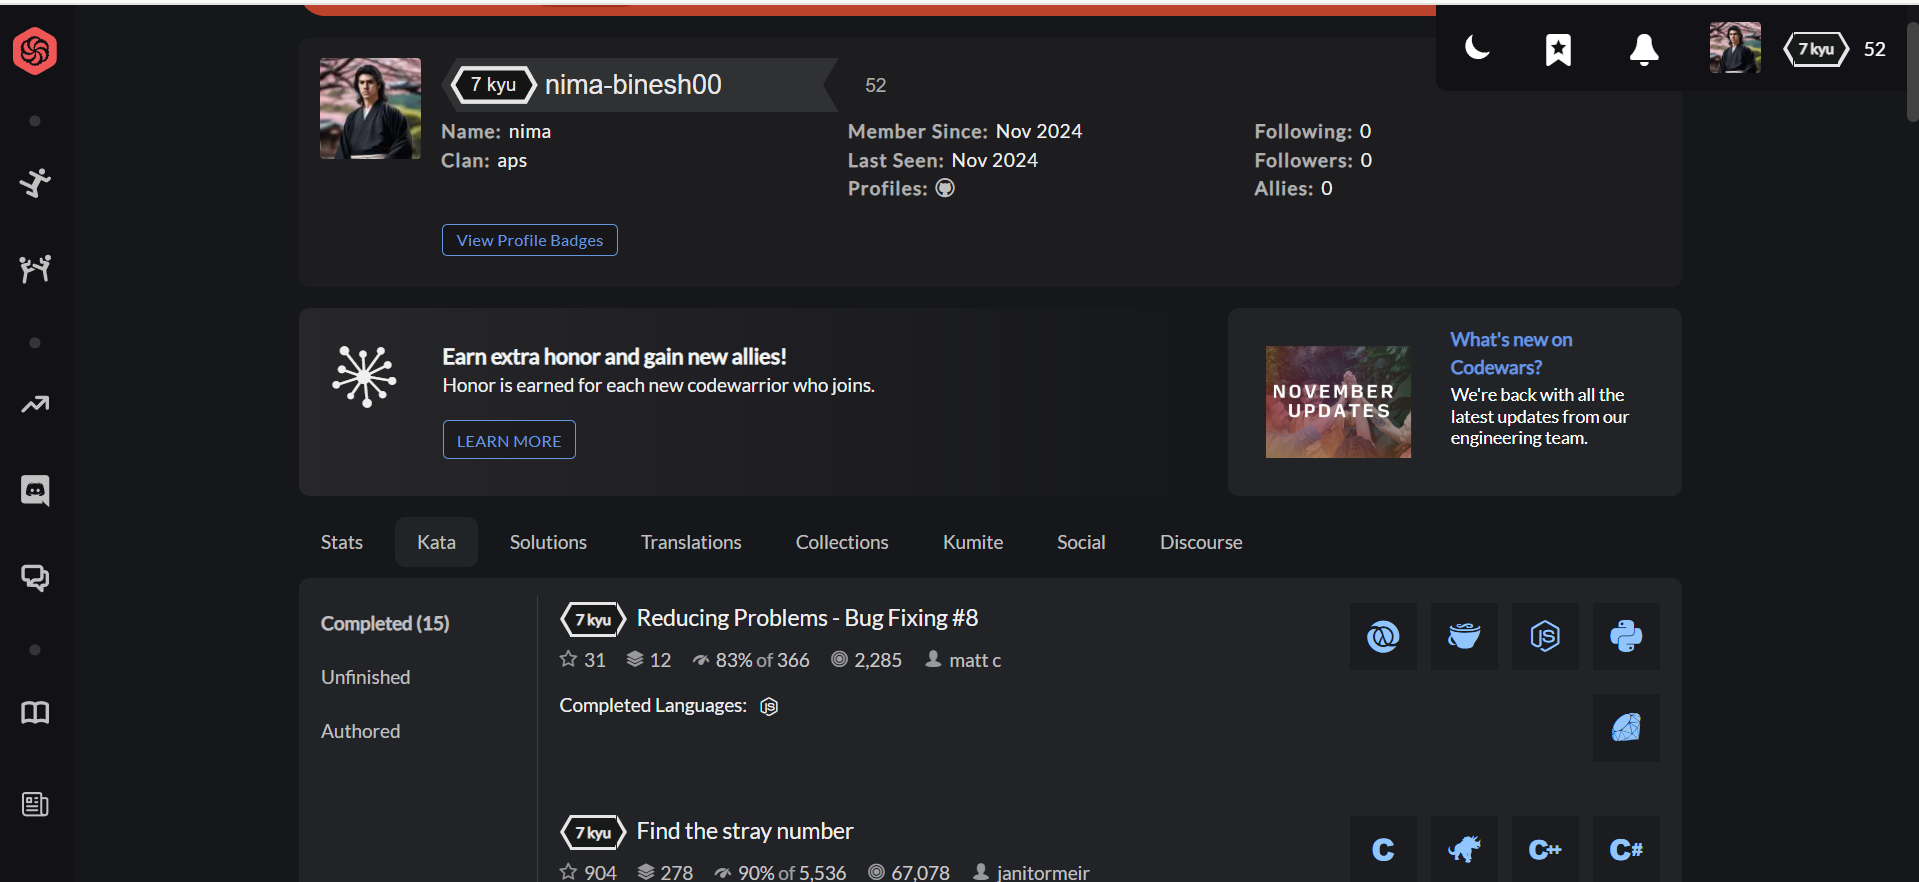 7 kyu nima-binesh00 52
7 kyu 52
Name: nima
Clan: aps
Member Since: Nov 2024
Last Seen: Nov 2024
Profiles:
Following: 0
Followers: 0
Allies: 0
View Profile Badges
Earn extra honor and gain new allies!
Honor is earned for each new codewarrior who joins.
LEARN MORE
NOVEMBER
UPDATES
What's new on
Codewars?
We're back with all the
latest updates from our
engineering team.
Stats Kata Solutions Translations Collections Kumite Social Discourse
Completed (15)
Unfinished
Authored
7 kyu Reducing Problems - Bug Fixing #8
31 12 83% of 366 2,285 matt c
Completed Languages: JS
JS
7 kyu Find the stray number
904 278 90% of 5,536 67,078 janitormeir
C C++ C#